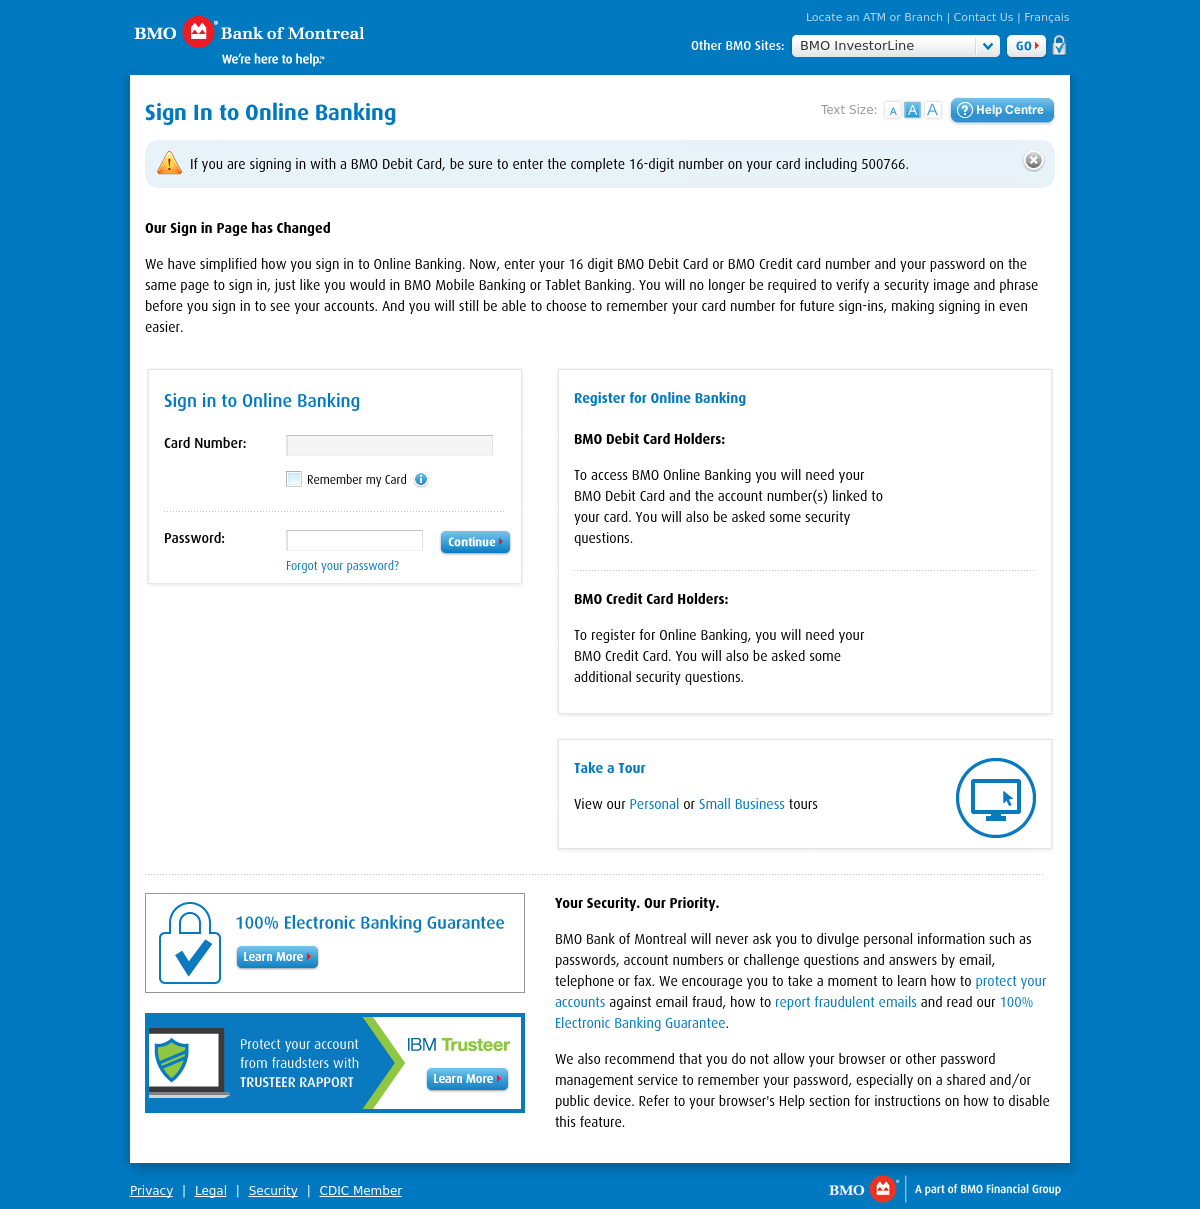 BMO Bank of Montreal
We're here to help.™
Locate an ATM or Branch | Contact Us | Français
Other BMO Sites: BMO InvestorLine GO
Sign In to Online Banking
Text Size: A A A ? Help Centre
! If you are signing in with a BMO Debit Card, be sure to enter the complete 16-digit number on your card including 500766.
Our Sign in Page has Changed
We have simplified how you sign in to Online Banking. Now, enter your 16 digit BMO Debit Card or BMO Credit card number and your password on the
same page to sign in, just like you would in BMO Mobile Banking or Tablet Banking. You will no longer be required to verify a security image and phrase
before you sign in to see your accounts. And you will still be able to choose to remember your card number for future sign-ins, making signing in even
easier.
Sign in to Online Banking
Card Number:
Remember my Card i
Password:
Continue
Forgot your password?
Register for Online Banking
BMO Debit Card Holders:
To access BMO Online Banking you will need your
BMO Debit Card and the account number(s) linked to
your card. You will also be asked some security
questions.
BMO Credit Card Holders:
To register for Online Banking, you will need your
BMO Credit Card. You will also be asked some
additional security questions.
Take a Tour
View our Personal or Small Business tours
100% Electronic Banking Guarantee
Learn More
Protect your account
from fraudsters with
TRUSTEER RAPPORT
IBM Trusteer
Learn More
Your Security. Our Priority.
BMO Bank of Montreal will never ask you to divulge personal information such as
passwords, account numbers or challenge questions and answers by email,
telephone or fax. We encourage you to take a moment to learn how to protect your
accounts against email fraud, how to report fraudulent emails and read our 100%
Electronic Banking Guarantee.
We also recommend that you do not allow your browser or other password
management service to remember your password, especially on a shared and/or
public device. Refer to your browser's Help section for instructions on how to disable
this feature.
Privacy | Legal | Security | CDIC Member
BMO A part of BMO Financial Group